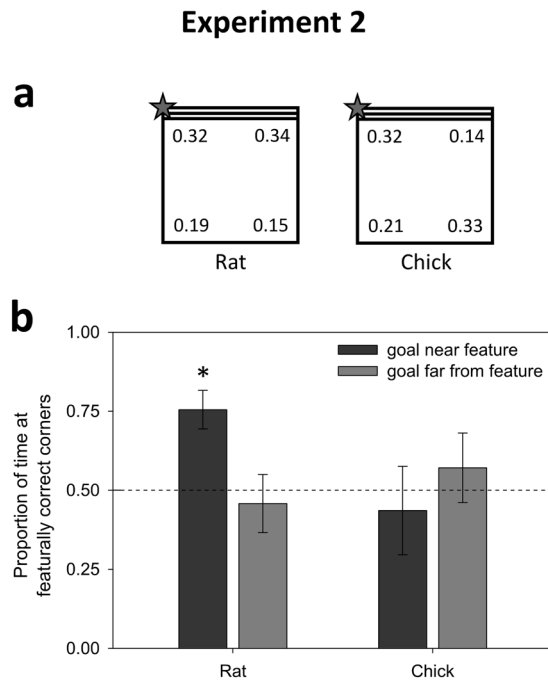 Experiment 2
a
0.32 0.34
0.19 0.15
Rat
0.32 0.14
0.21 0.33
Chick
b
Proportion of time at
featurally correct corners
1.00
0.75
0.50
0.25
0.00
goal near feature
goal far from feature
*
Rat
Chick